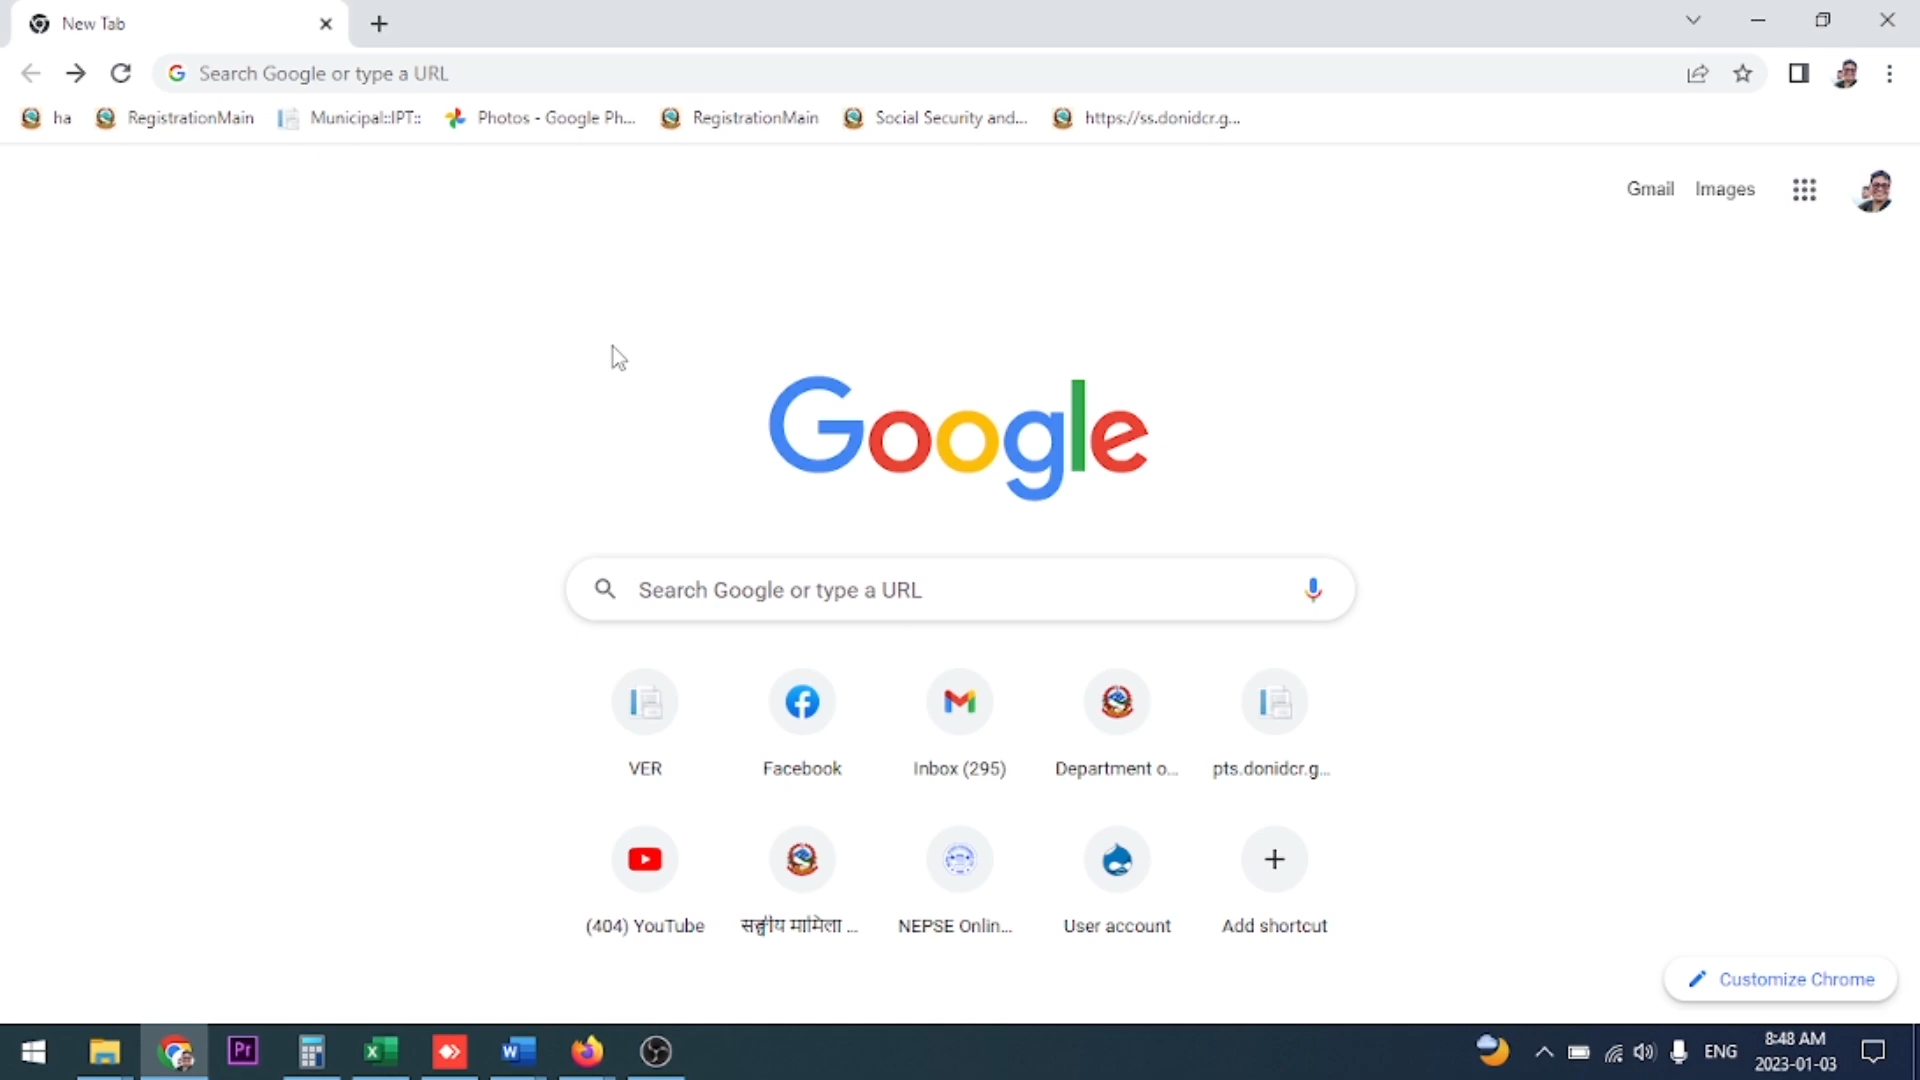 New Tab
Search Google or type a URL
ha RegistrationMain Municipal::IPT:: Photos - Google Ph... RegistrationMain Social Security and... https://ss.donidcr.g...
Gmail Images
Google
Search Google or type a URL
VER Facebook Inbox (295) Department o... pts.donidcr.g...
(404) YouTube सङ्घीय मामिला ... NEPSE Onlin... User account Add shortcut
Customize Chrome
Pr
ENG
8:48 AM
2023-01-03